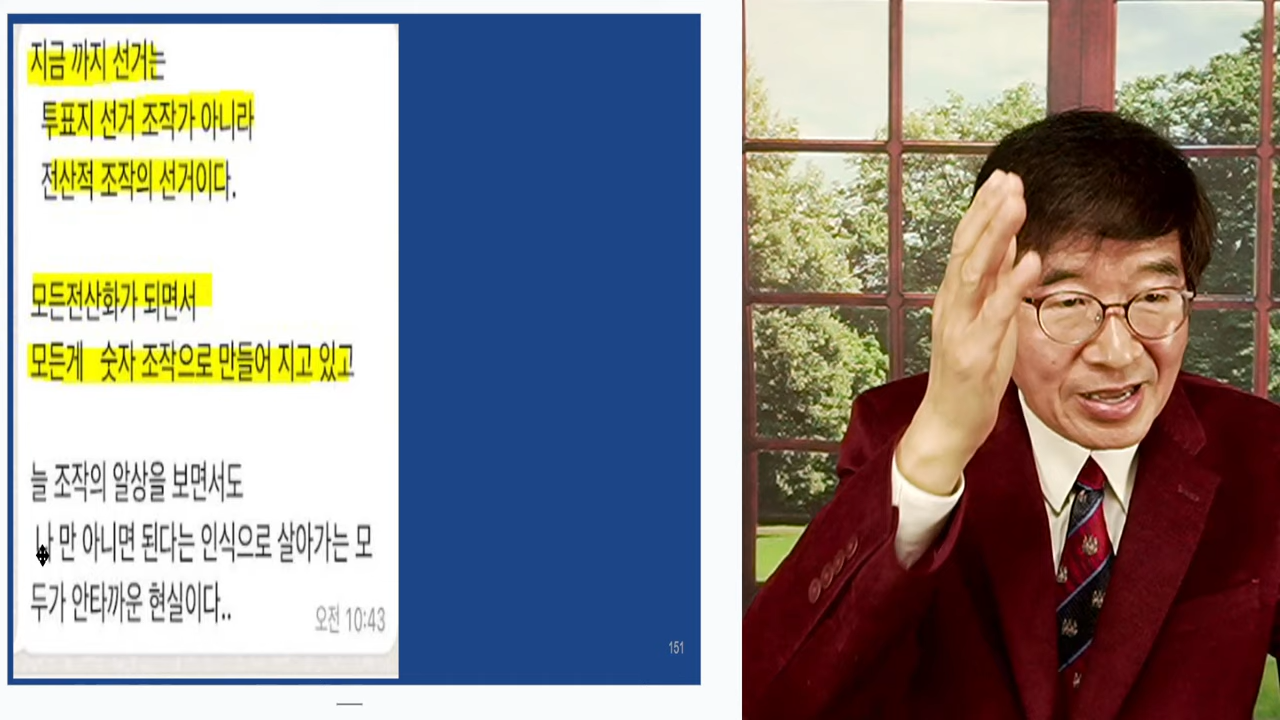 지금 까지 선거는
투표지 선거 조작가 아니라
전산적 조작의 선거이다.
모든전산화가 되면서
모든게 숫자 조작으로 만들어 지고 있고
늘 조작의 알상을 보면서도
나 만 아니면 된다는 인식으로 살아가는 모
두가 안타까운 현실이다..
오전 10:43
151